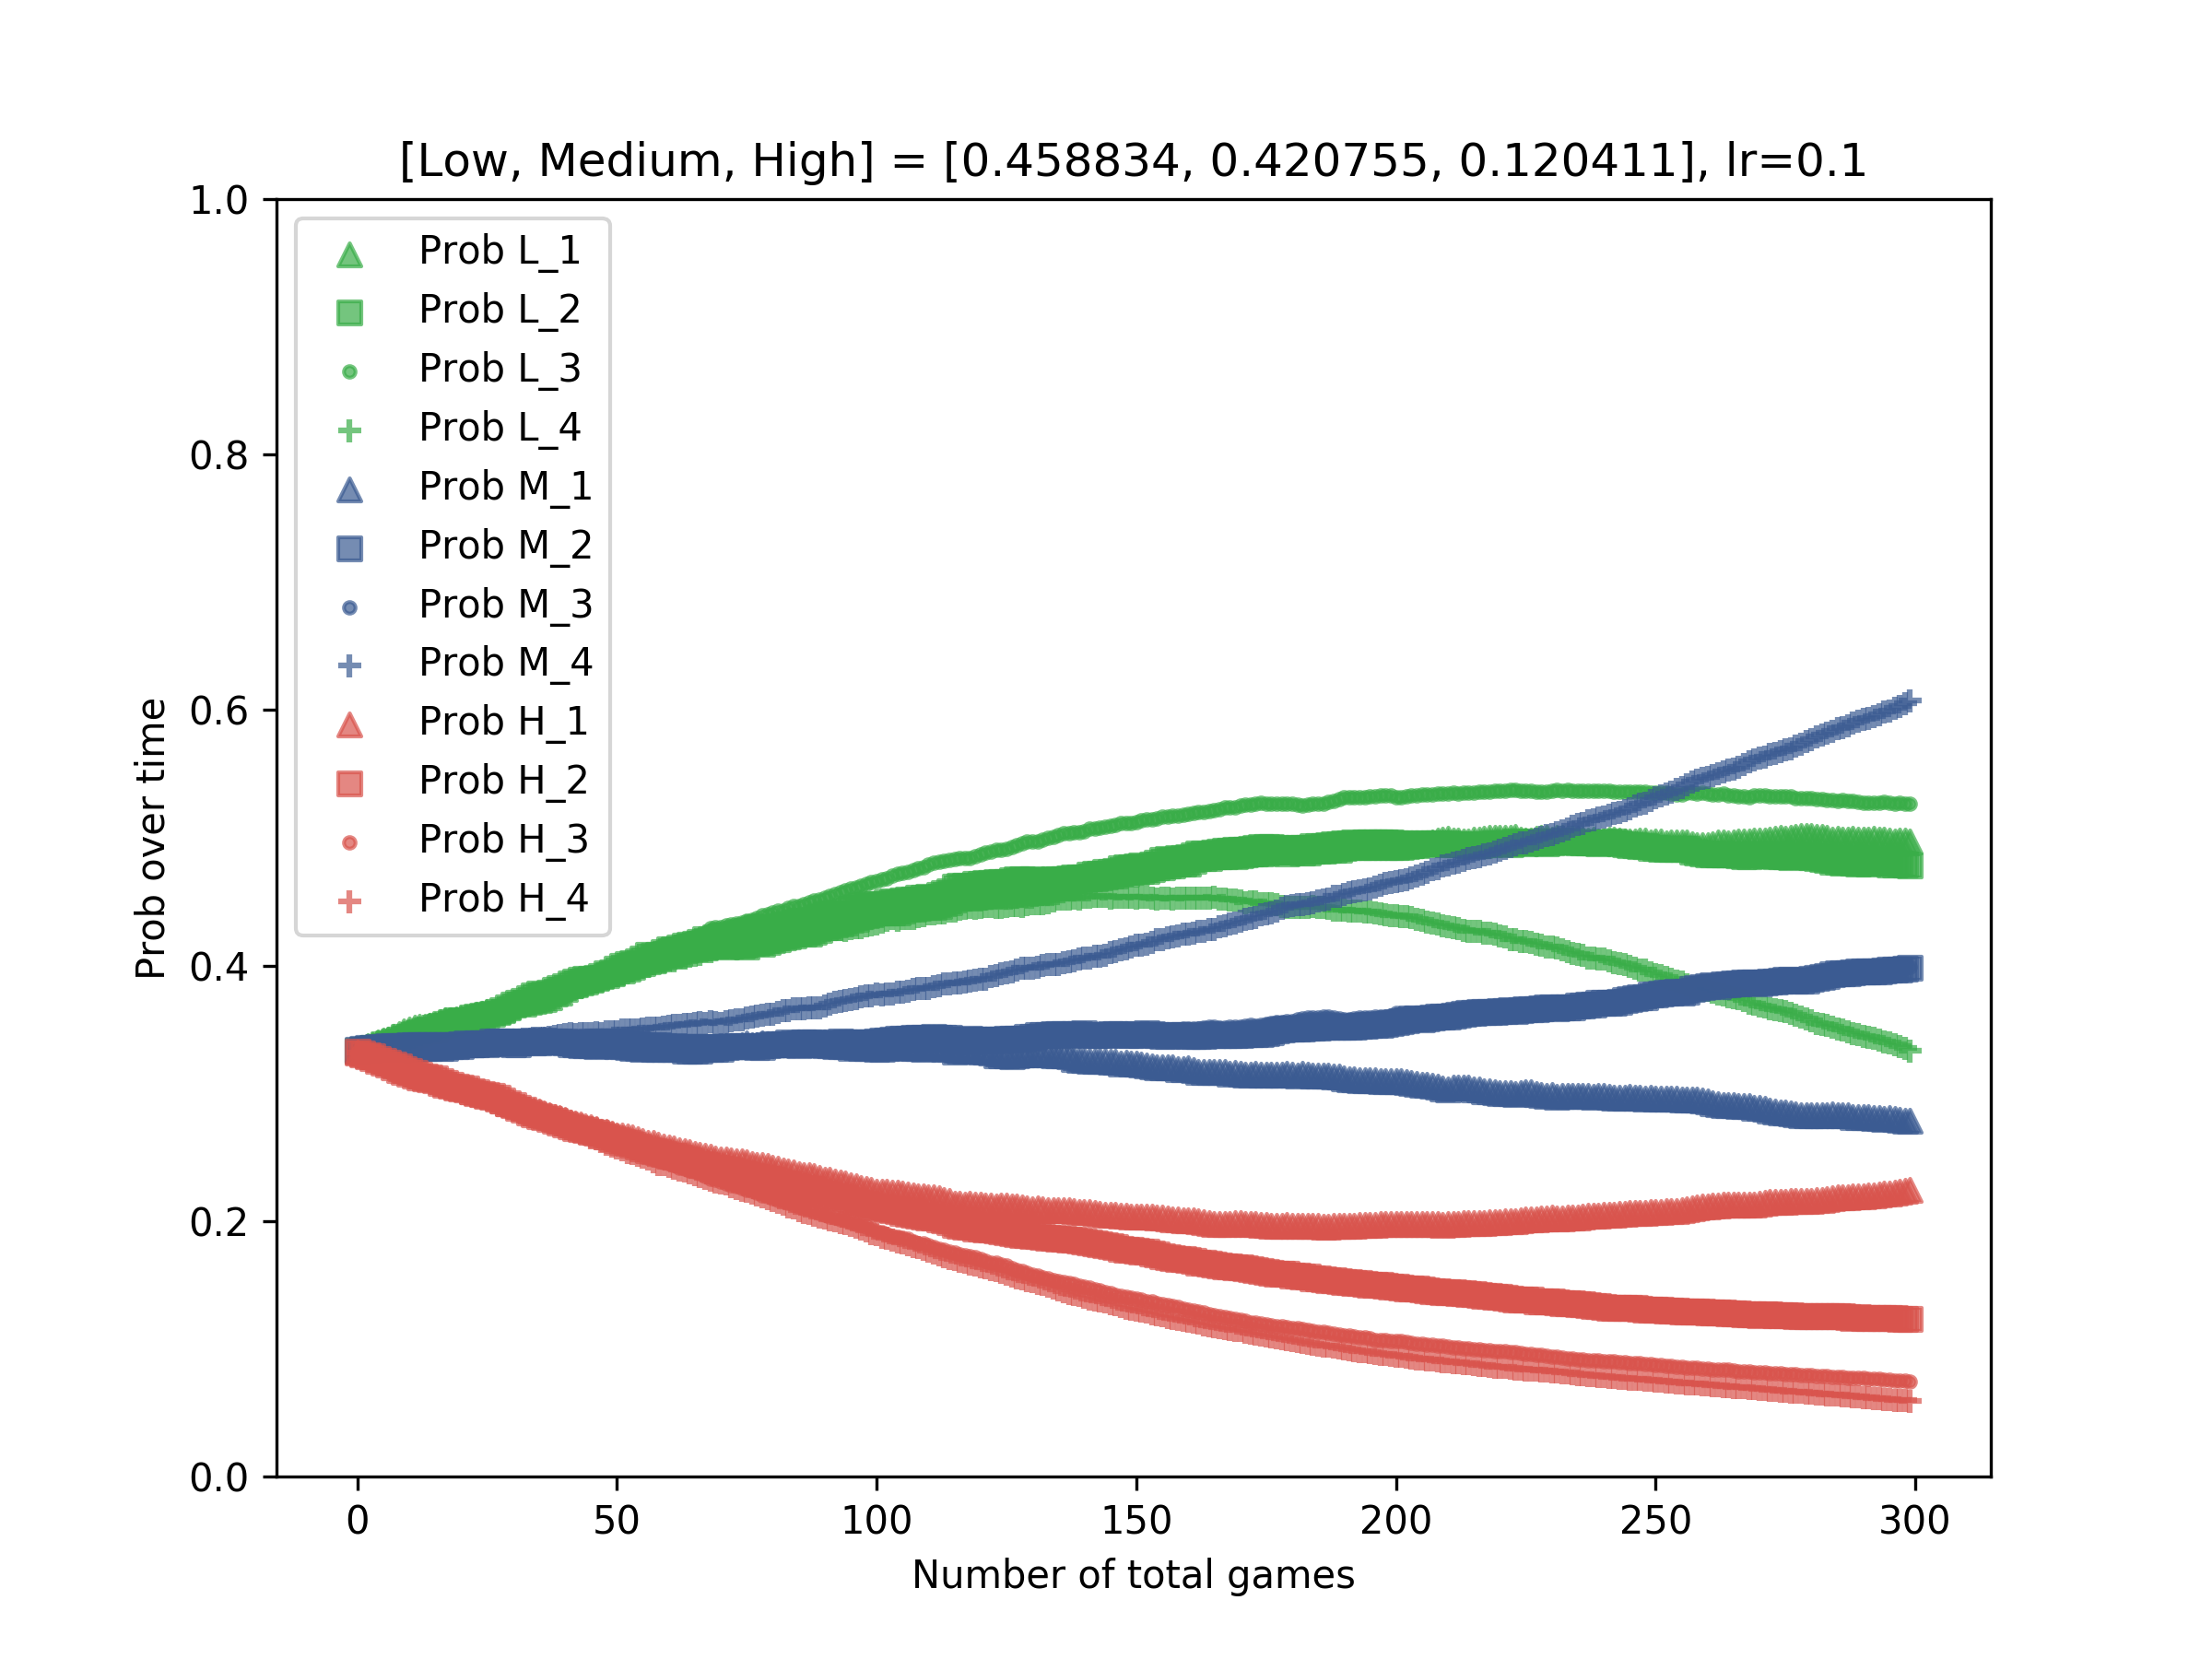 [Low, Medium, High] = [0.458834, 0.420755, 0.120411], lr=0.1
1.0
0.8
0.6
0.4
0.2
0.0
Prob over time
Prob L_1
Prob L_2
Prob L_3
Prob L_4
Prob M_1
Prob M_2
Prob M_3
Prob M_4
Prob H_1
Prob H_2
Prob H_3
Prob H_4
0 50 100 150 200 250 300
Number of total games